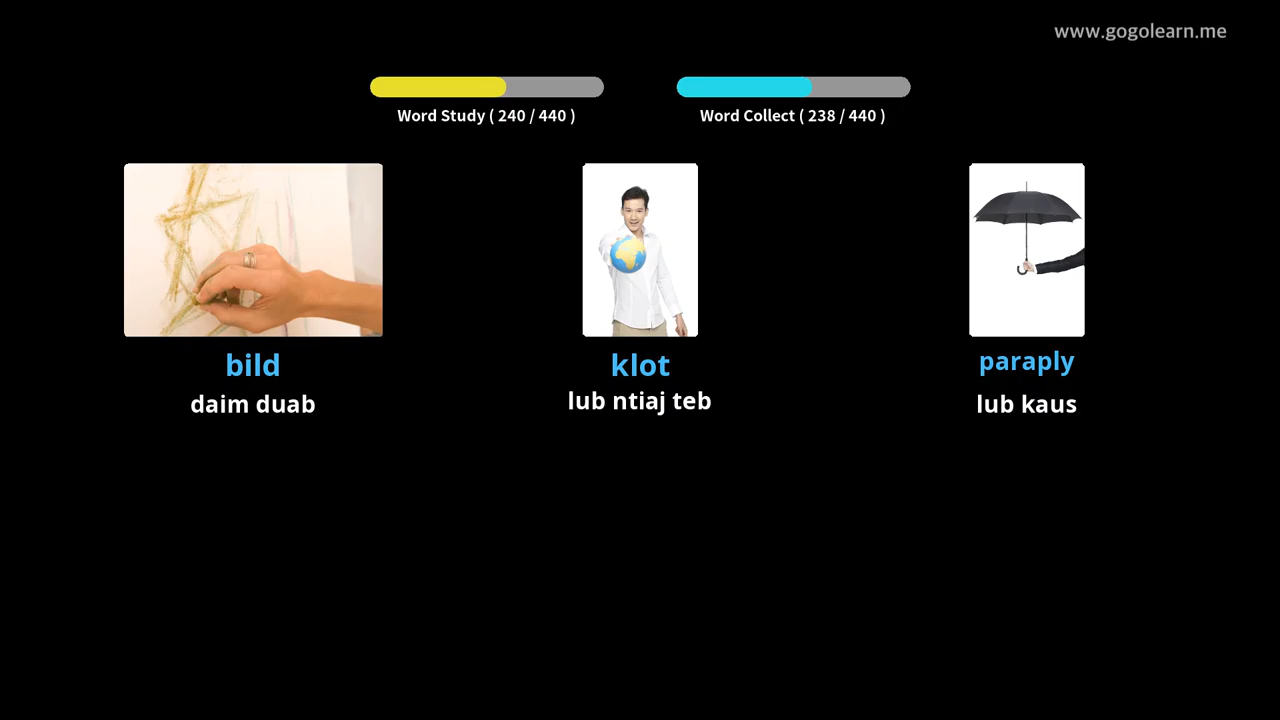 www.gogolearn.me
Word Study ( 240 / 440 )
Word Collect ( 238 / 440 )
bild
daim duab
klot
lub ntiaj teb
paraply
lub kaus